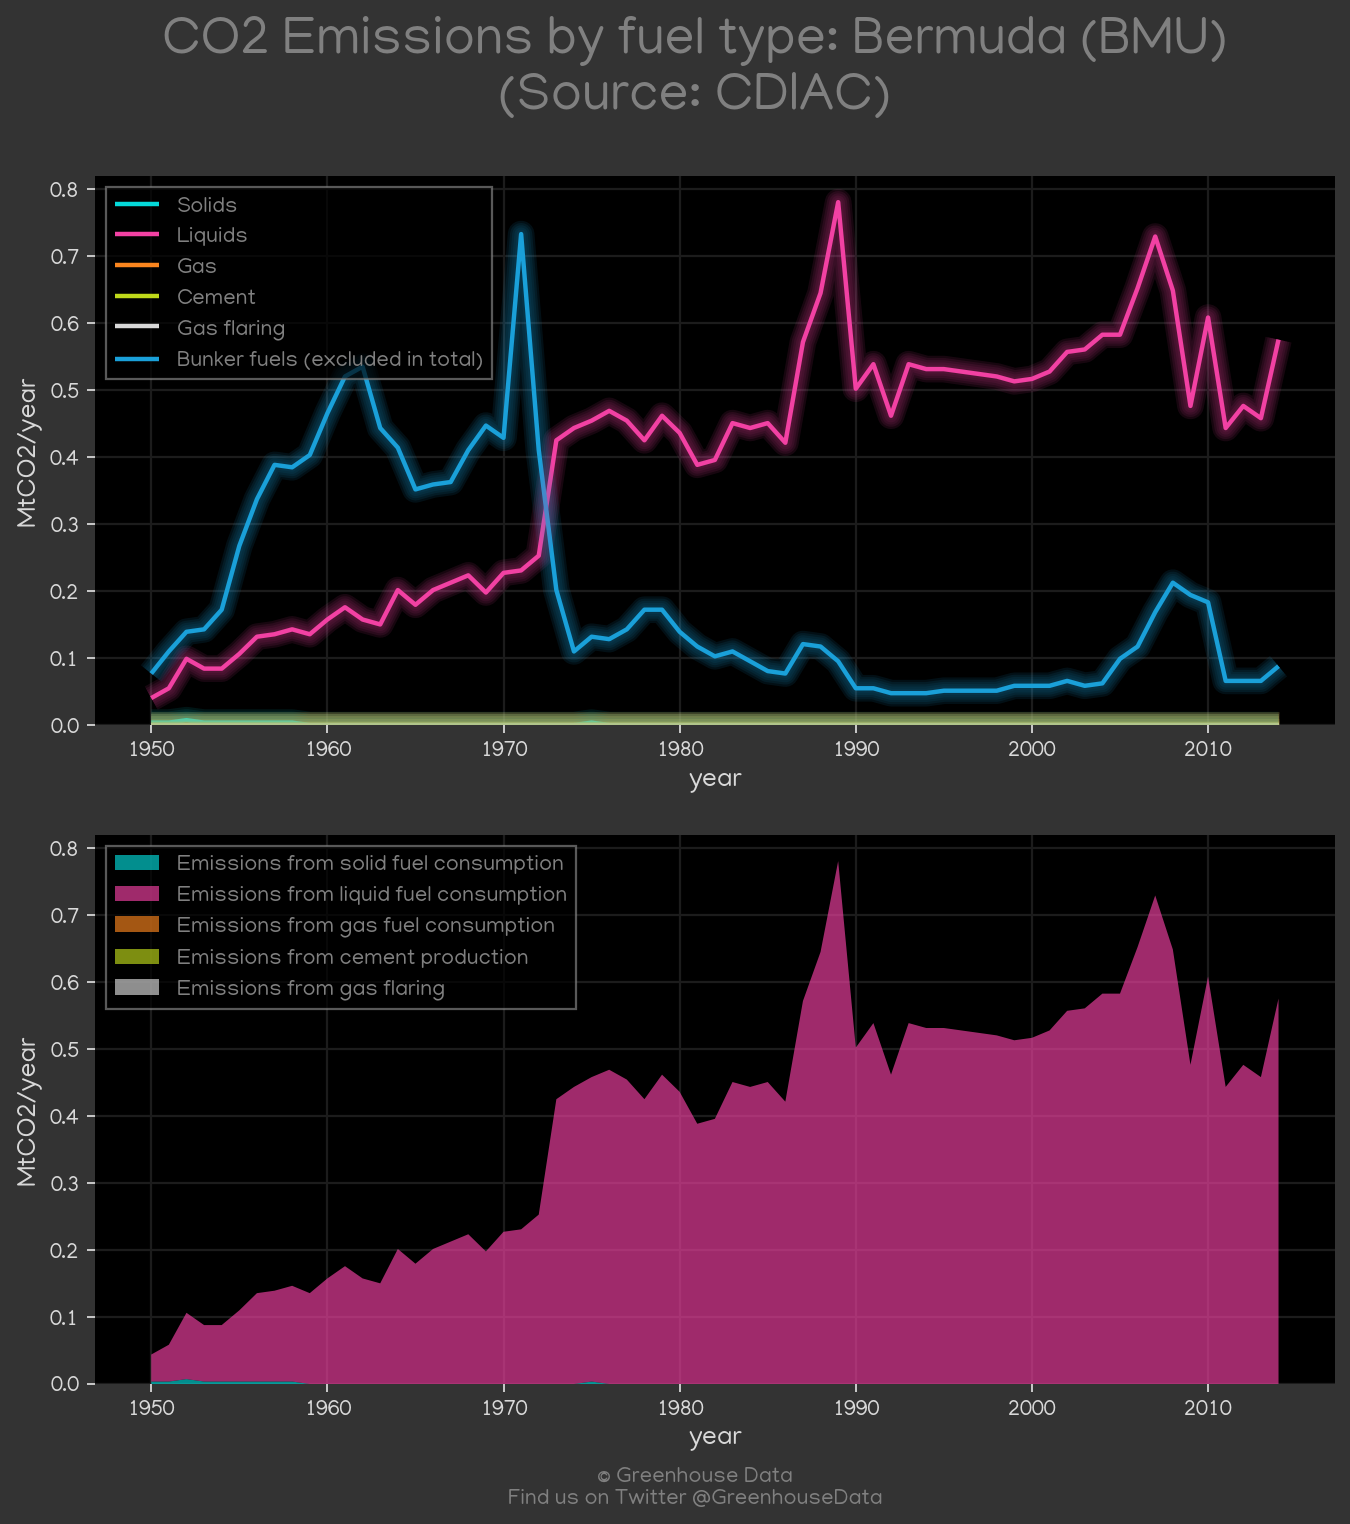 CO2 Emissions by fuel type: Bermuda (BMU)
(Source: CDIAC)
Solids
Liquids
Gas
Cement
Gas flaring
Bunker fuels (excluded in total)
MtCO2/year
0.8
0.7
0.6
0.5
0.4
0.3
0.2
0.1
0.0
1950 1960 1970 1980 1990 2000 2010
year
Emissions from solid fuel consumption
Emissions from liquid fuel consumption
Emissions from gas fuel consumption
Emissions from cement production
Emissions from gas flaring
MtCO2/year
0.8
0.7
0.6
0.5
0.4
0.3
0.2
0.1
0.0
1950 1960 1970 1980 1990 2000 2010
year
© Greenhouse Data
Find us on Twitter @GreenhouseData